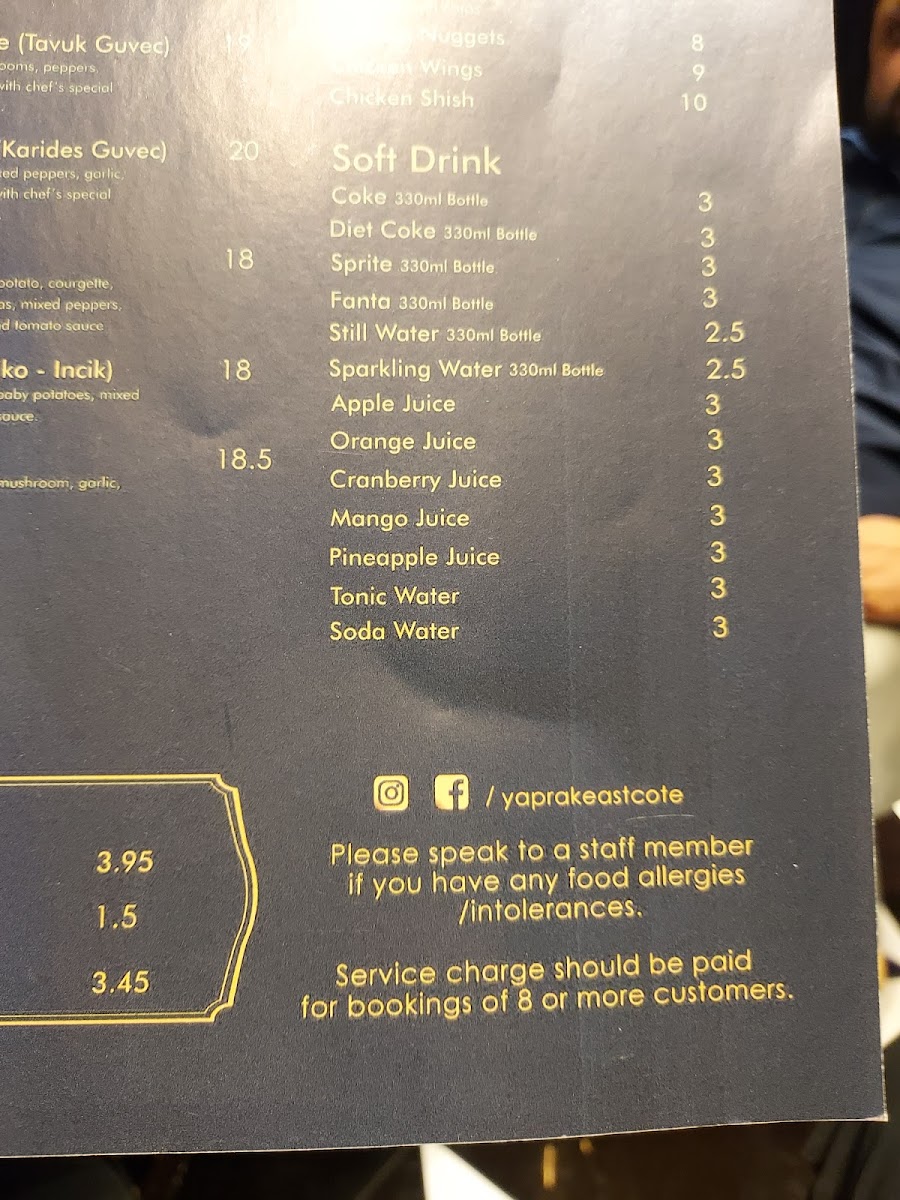 e (Tavuk Guvec) 19
ooms, peppers,
with chef's special
(Karides Guvec) 20
ed peppers, garlic,
with chef's special
18
potato, courgette,
as, mixed peppers,
d tomato sauce
ko - Incik) 18
baby potatoes, mixed
sauce.
18.5
mushroom, garlic,
3.95
1.5
3.45
Nuggets 8
Chicken Wings 9
Chicken Shish 10
Soft Drink
Coke 330ml Bottle 3
Diet Coke 330ml Bottle 3
Sprite 330ml Bottle 3
Fanta 330ml Bottle 3
Still Water 330ml Bottle 2.5
Sparkling Water 330ml Bottle 2.5
Apple Juice 3
Orange Juice 3
Cranberry Juice 3
Mango Juice 3
Pineapple Juice 3
Tonic Water 3
Soda Water 3
/ yaprakeastcote
Please speak to a staff member
if you have any food allergies
/intolerances.
Service charge should be paid
for bookings of 8 or more customers.